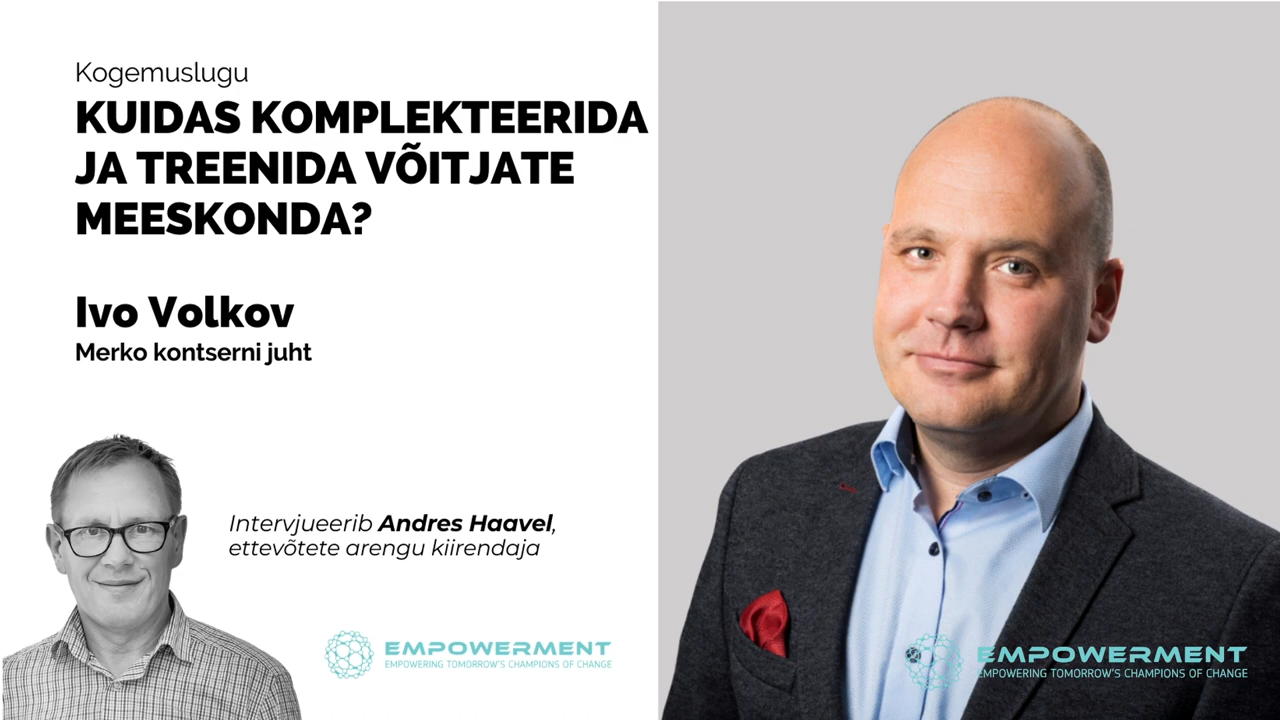 Kogemuslugu
KUIDAS KOMPLEKTEERIDA
JA TREENIDA VÕITJATE
MEESKONDA?
Ivo Volkov
Merko kontserni juht
Intervjueerib Andres Haavel,
ettevõtete arengu kiirendaja
EMPOWERMENT
EMPOWERING TOMORROW'S CHAMPIONS OF CHANGE
EMPOWERMENT
EMPOWERING TOMORROW'S CHAMPIONS OF CHANGE